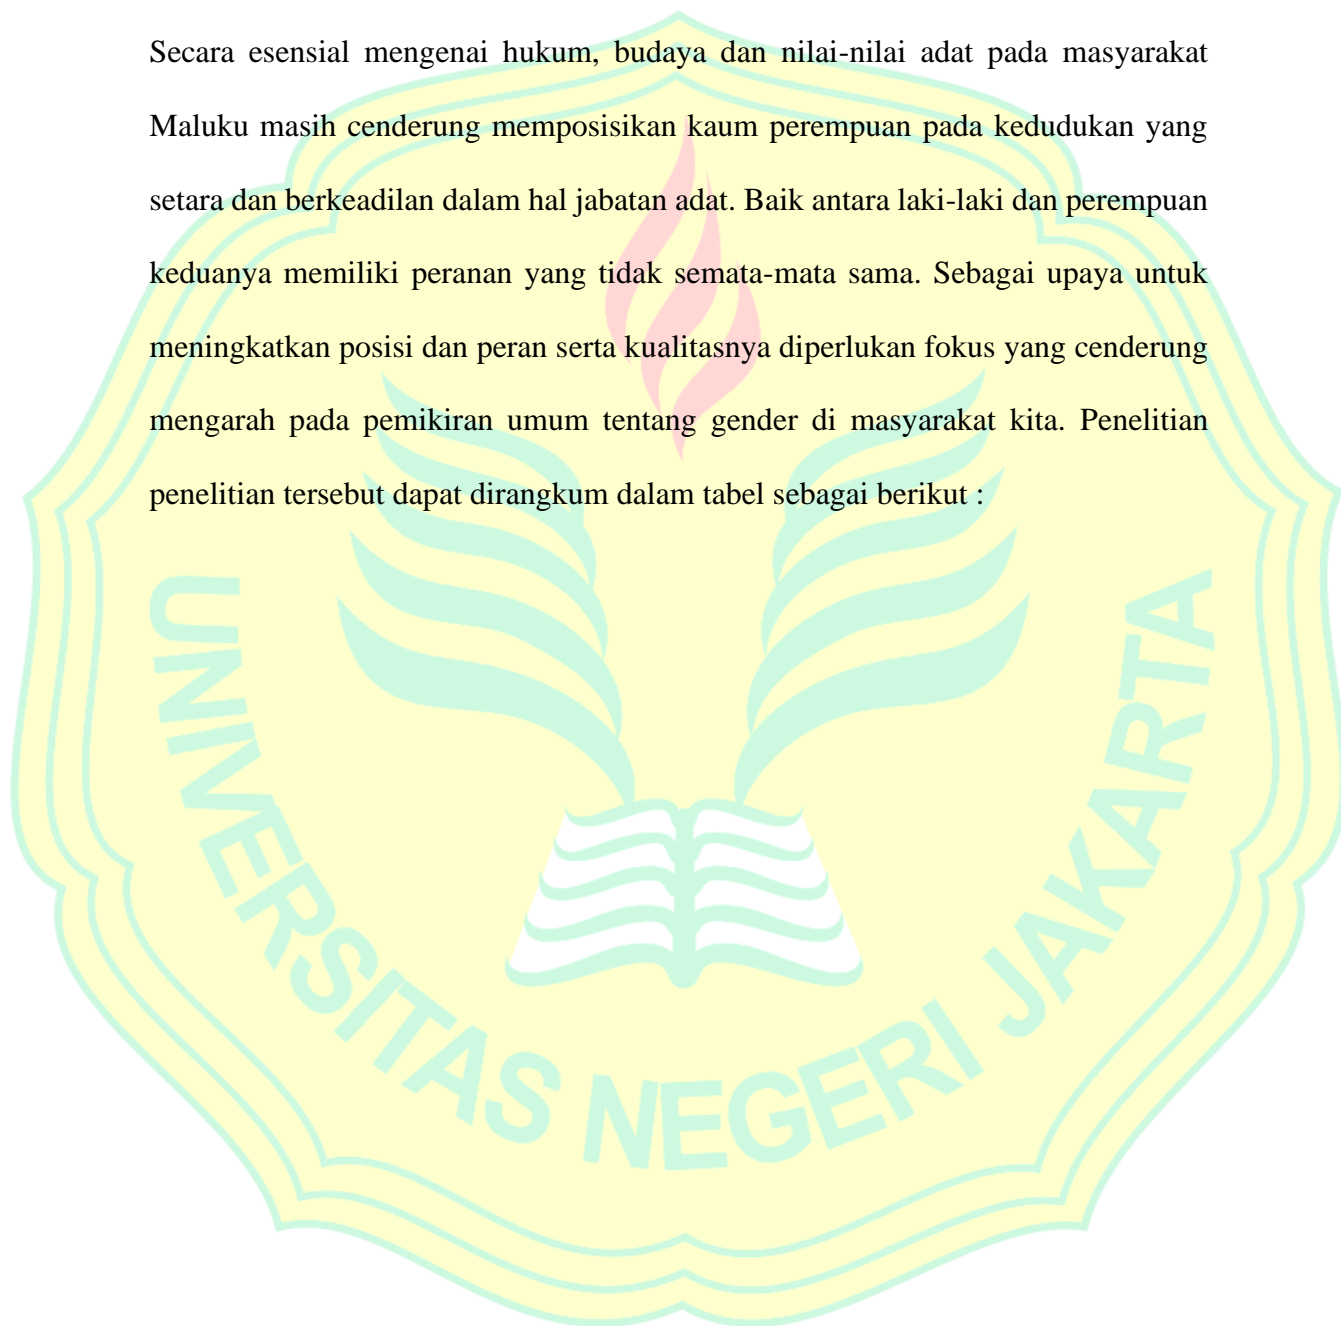 Secara esensial mengenai hukum, budaya dan nilai-nilai adat pada masyarakat
Maluku masih cenderung memposisikan kaum perempuan pada kedudukan yang
setara dan berkeadilan dalam hal jabatan adat. Baik antara laki-laki dan perempuan
keduanya memiliki peranan yang tidak semata-mata sama. Sebagai upaya untuk
meningkatkan posisi dan peran serta kualitasnya diperlukan fokus yang cenderung
mengarah pada pemikiran umum tentang gender di masyarakat kita. Penelitian
penelitian tersebut dapat dirangkum dalam tabel sebagai berikut :
UNIVERSITAS NEGERI JAKARTA